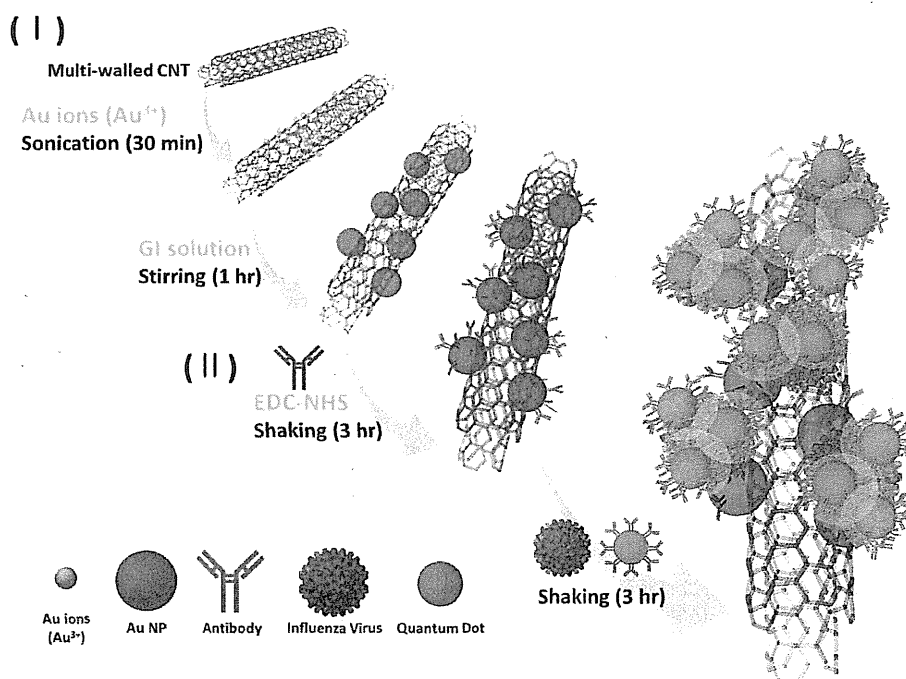 ( I )
Multi-walled CNT
Au ions (Au³⁺)
Sonication (30 min)
GI solution
Stirring (1 hr)
( II )
EDC-NHS
Shaking (3 hr)
Shaking (3 hr)
Au ions
(Au³⁺)
Au NP
Antibody
Influenza Virus
Quantum Dot